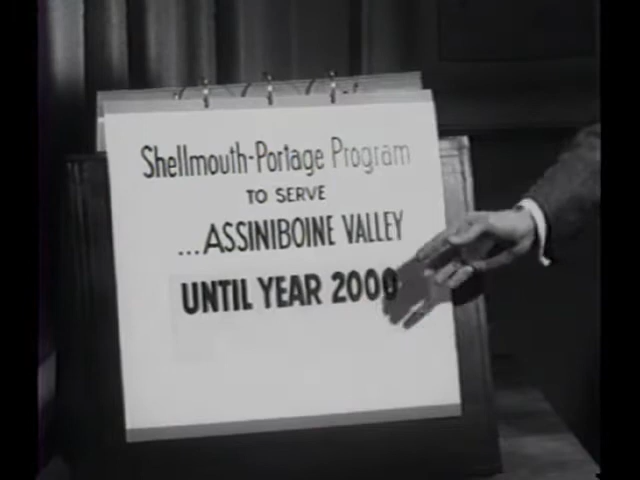 Shellmouth-Portage Program
TO SERVE
...ASSINIBOINE VALLEY
UNTIL YEAR 2000